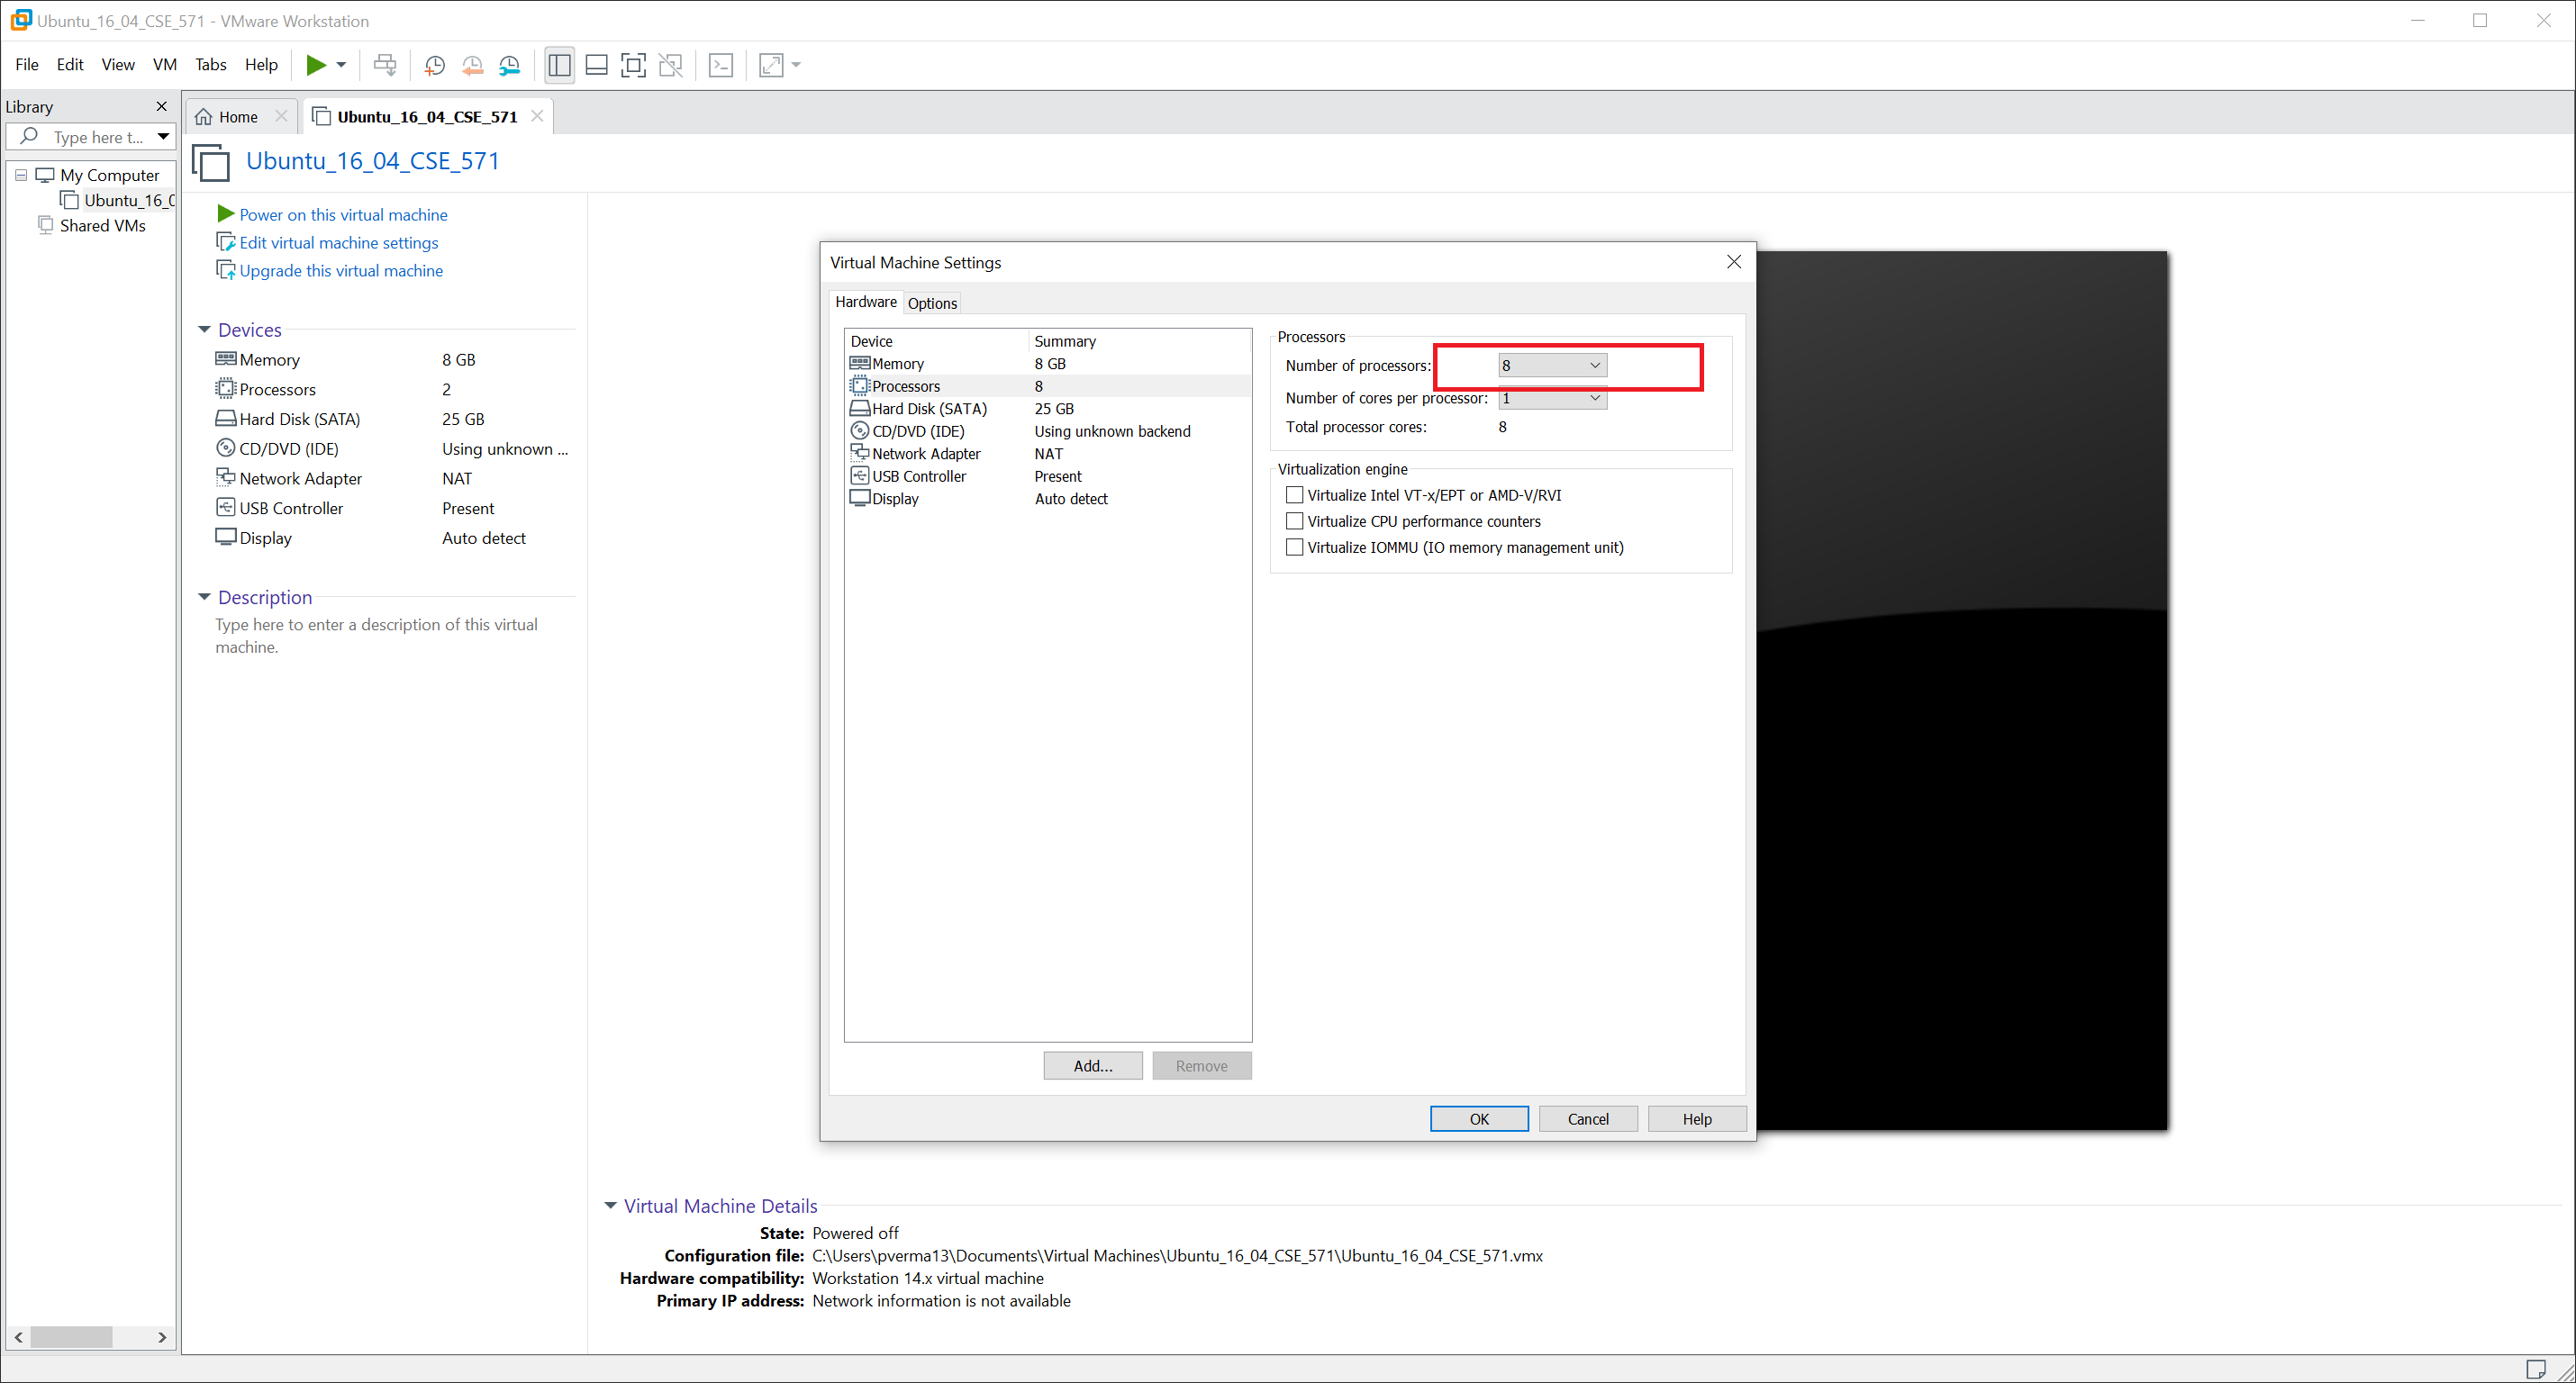 Ubuntu_16_04_CSE_571 - VMware Workstation
File Edit View VM Tabs Help
Library
Type here t...
My Computer
Ubuntu_16_0
Shared VMs
Home
Ubuntu_16_04_CSE_571
Ubuntu_16_04_CSE_571
Power on this virtual machine
Edit virtual machine settings
Upgrade this virtual machine
Devices
Memory 8 GB
Processors 2
Hard Disk (SATA) 25 GB
CD/DVD (IDE) Using unknown ...
Network Adapter NAT
USB Controller Present
Display Auto detect
Description
Type here to enter a description of this virtual
machine.
Virtual Machine Settings
Hardware Options
Device Summary
Memory 8 GB
Processors 8
Hard Disk (SATA) 25 GB
CD/DVD (IDE) Using unknown backend
Network Adapter NAT
USB Controller Present
Display Auto detect
Add... Remove
Processors
Number of processors: 8
Number of cores per processor: 1
Total processor cores: 8
Virtualization engine
Virtualize Intel VT-x/EPT or AMD-V/RVI
Virtualize CPU performance counters
Virtualize IOMMU (IO memory management unit)
OK Cancel Help
Virtual Machine Details
State: Powered off
Configuration file: C:\Users\pverma13\Documents\Virtual Machines\Ubuntu_16_04_CSE_571\Ubuntu_16_04_CSE_571.vmx
Hardware compatibility: Workstation 14.x virtual machine
Primary IP address: Network information is not available